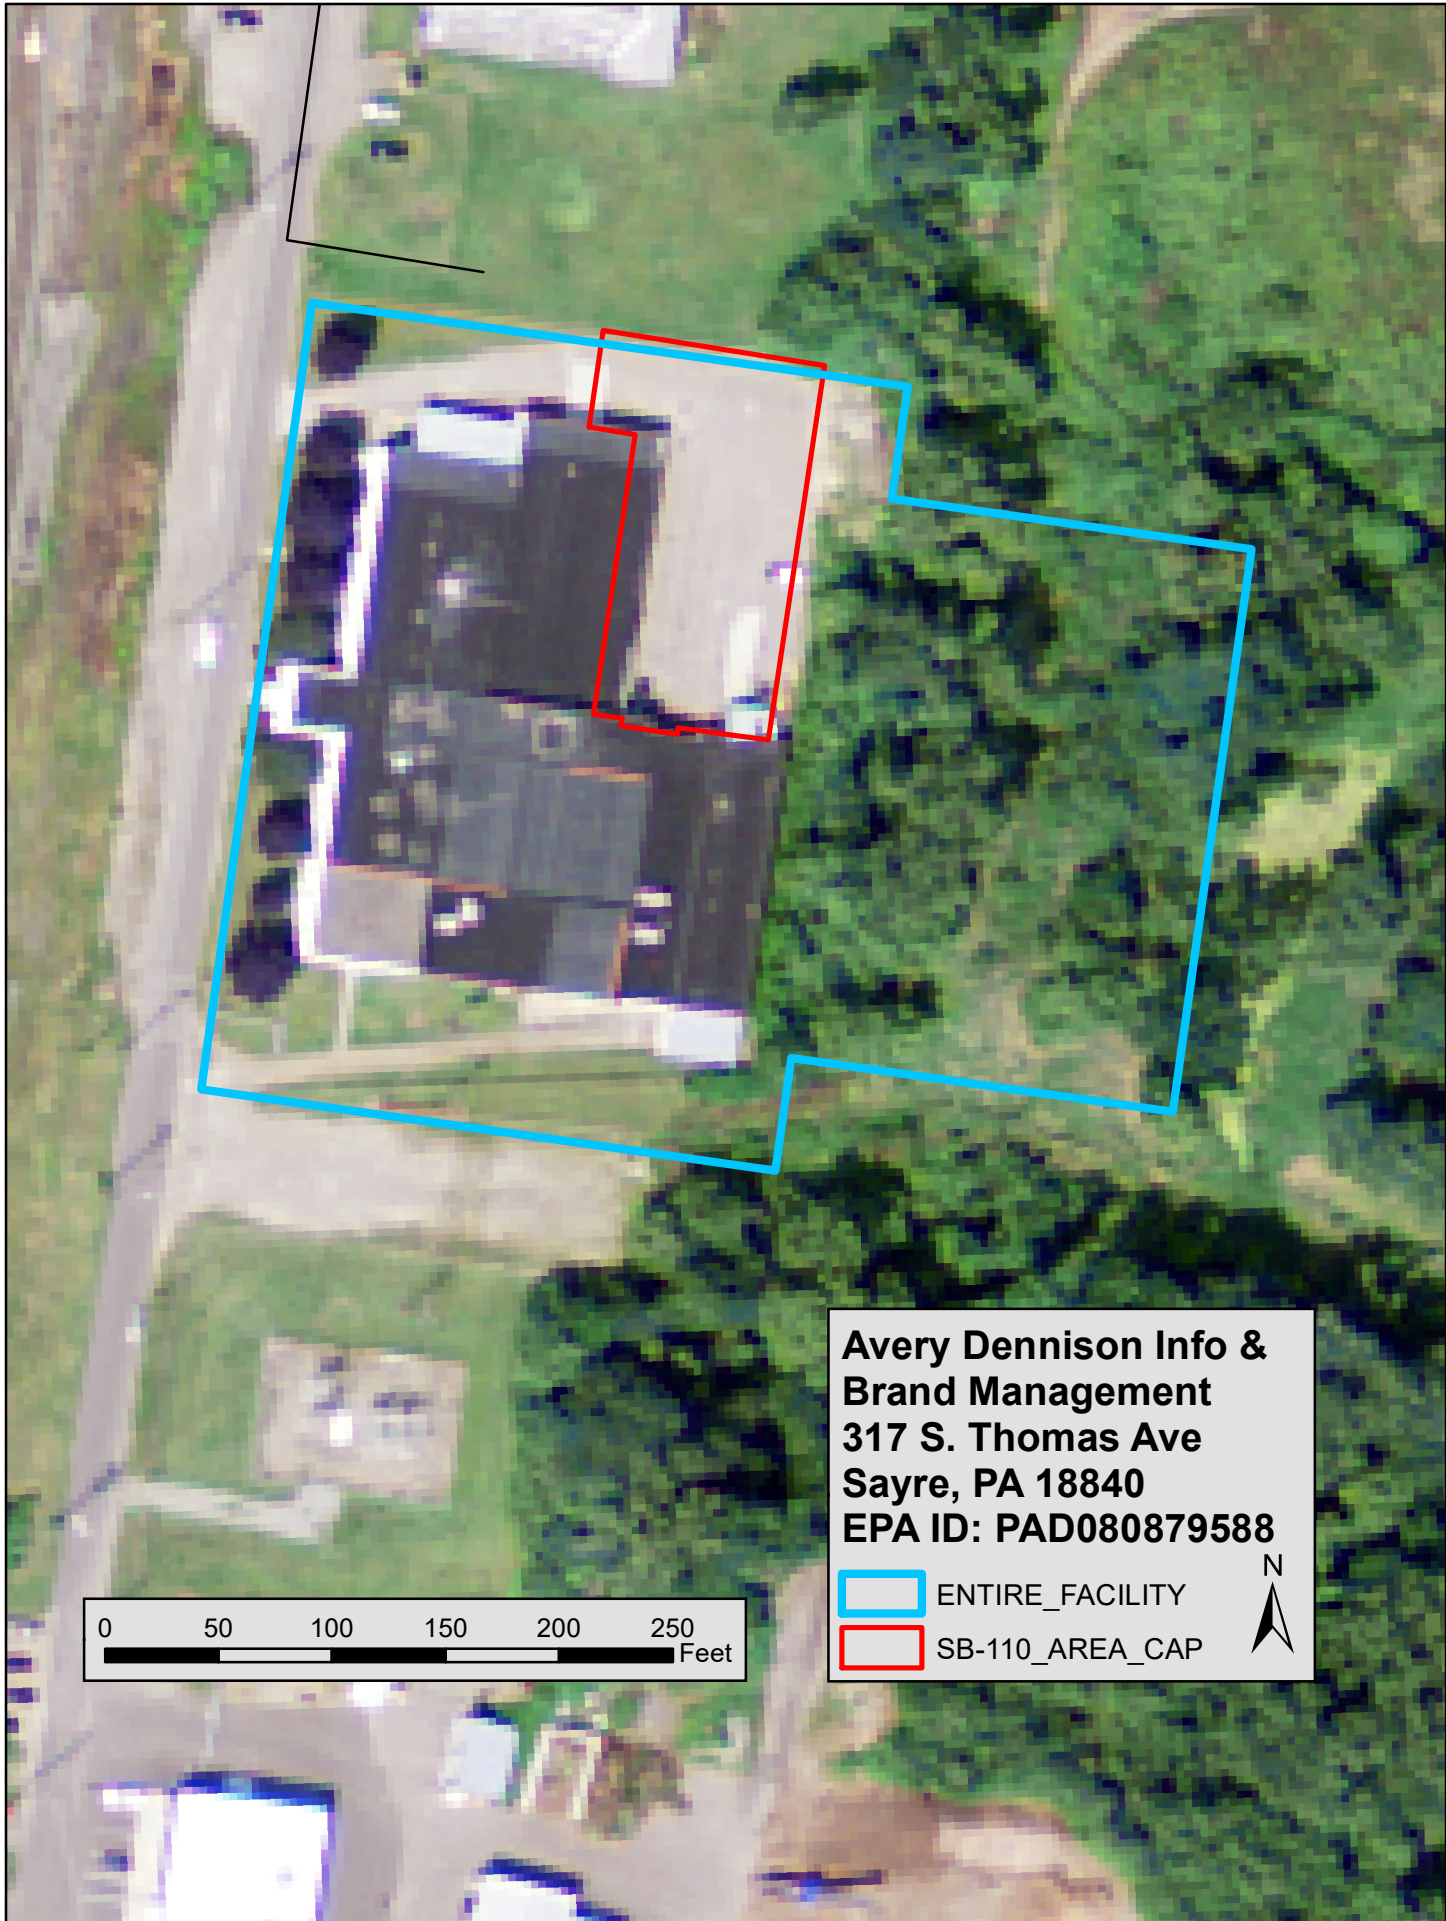 Avery Dennison Info &
Brand Management
317 S. Thomas Ave
Sayre, PA 18840
EPA ID: PAD080879588
N
ENTIRE_FACILITY
SB-110_AREA_CAP
0 50 100 150 200 250
Feet